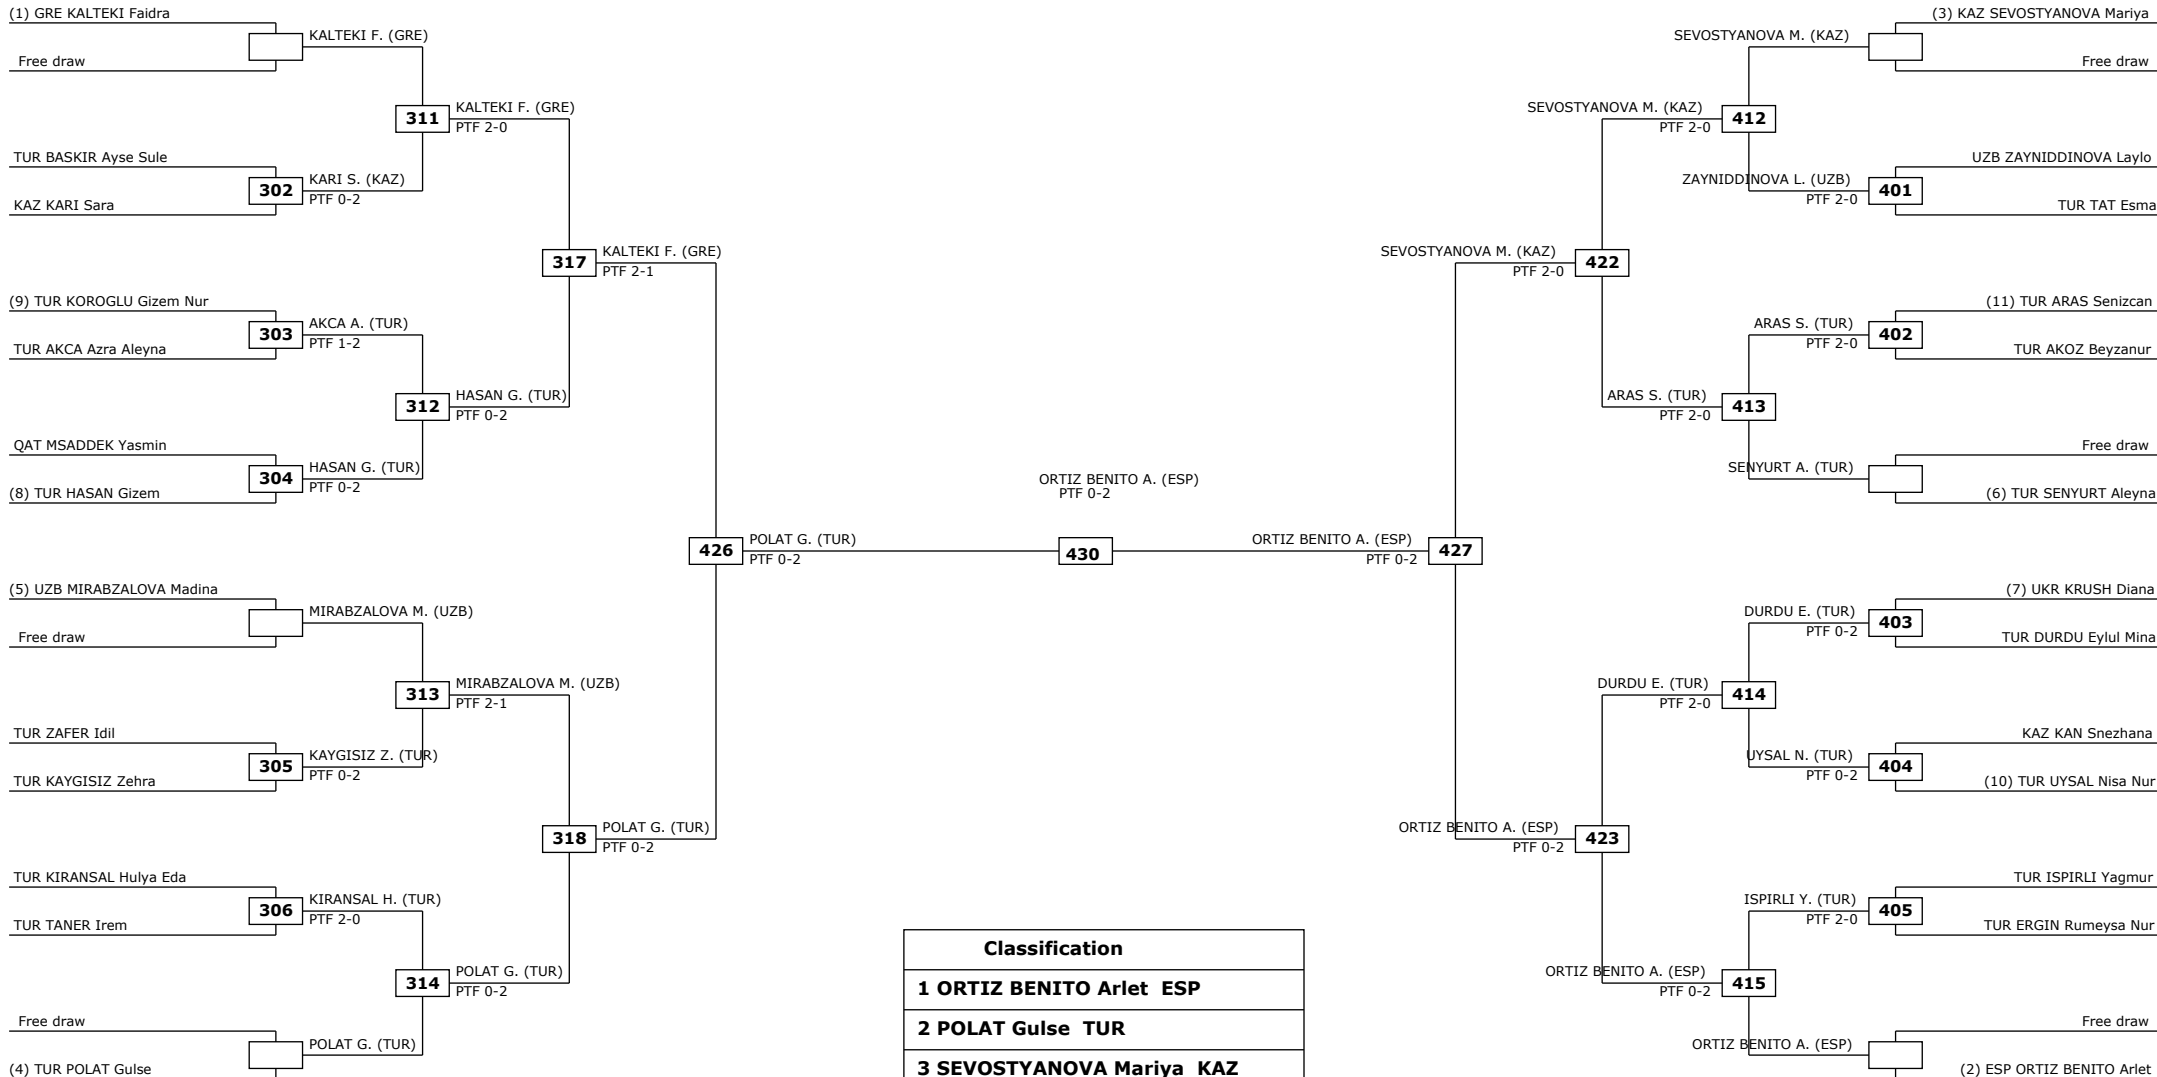 (1) GRE KALTEKI Faidra
KALTEKI F. (GRE)
Free draw
311
KALTEKI F. (GRE)
PTF 2-0
TUR BASKIR Ayse Sule
302
KARI S. (KAZ)
PTF 0-2
KAZ KARI Sara
317
KALTEKI F. (GRE)
PTF 2-1
(9) TUR KOROGLU Gizem Nur
303
AKCA A. (TUR)
PTF 1-2
TUR AKCA Azra Aleyna
312
HASAN G. (TUR)
PTF 0-2
QAT MSADDEK Yasmin
304
HASAN G. (TUR)
PTF 0-2
(8) TUR HASAN Gizem
426
POLAT G. (TUR)
PTF 0-2
(5) UZB MIRABZALOVA Madina
MIRABZALOVA M. (UZB)
Free draw
313
MIRABZALOVA M. (UZB)
PTF 2-1
TUR ZAFER Idil
305
KAYGISIZ Z. (TUR)
PTF 0-2
TUR KAYGISIZ Zehra
318
POLAT G. (TUR)
PTF 0-2
TUR KIRANSAL Hulya Eda
306
KIRANSAL H. (TUR)
PTF 2-0
TUR TANER Irem
314
POLAT G. (TUR)
PTF 0-2
Free draw
POLAT G. (TUR)
(4) TUR POLAT Gulse
ORTIZ BENITO A. (ESP)
PTF 0-2
430
(3) KAZ SEVOSTYANOVA Mariya
SEVOSTYANOVA M. (KAZ)
Free draw
SEVOSTYANOVA M. (KAZ)
PTF 2-0
412
UZB ZAYNIDDINOVA Laylo
ZAYNIDDINOVA L. (UZB)
PTF 2-0
401
TUR TAT Esma
SEVOSTYANOVA M. (KAZ)
PTF 2-0
422
(11) TUR ARAS Senizcan
ARAS S. (TUR)
PTF 2-0
402
TUR AKOZ Beyzanur
ARAS S. (TUR)
PTF 2-0
413
Free draw
SENYURT A. (TUR)
(6) TUR SENYURT Aleyna
ORTIZ BENITO A. (ESP)
PTF 0-2
427
(7) UKR KRUSH Diana
DURDU E. (TUR)
PTF 0-2
403
TUR DURDU Eylul Mina
DURDU E. (TUR)
PTF 2-0
414
KAZ KAN Snezhana
UYSAL N. (TUR)
PTF 0-2
404
(10) TUR UYSAL Nisa Nur
ORTIZ BENITO A. (ESP)
PTF 0-2
423
TUR ISPIRLI Yagmur
ISPIRLI Y. (TUR)
PTF 2-0
405
TUR ERGIN Rumeysa Nur
ORTIZ BENITO A. (ESP)
PTF 0-2
415
Free draw
ORTIZ BENITO A. (ESP)
(2) ESP ORTIZ BENITO Arlet
Classification
1 ORTIZ BENITO Arlet ESP
2 POLAT Gulse TUR
3 SEVOSTYANOVA Mariya KAZ